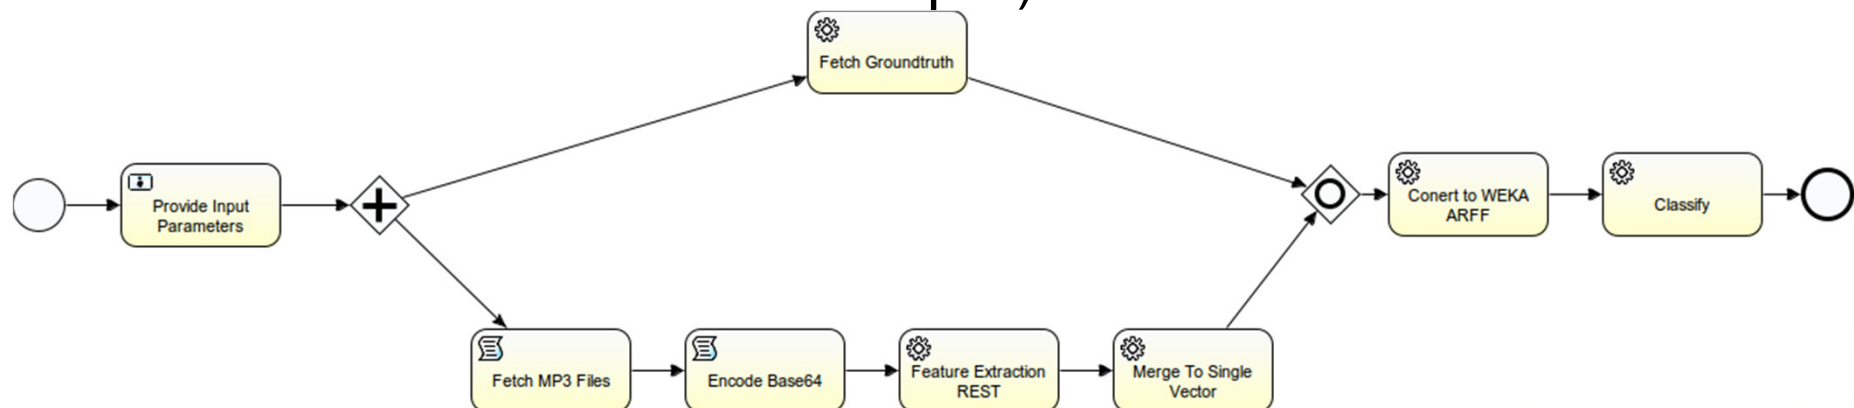 Fetch Groundtruth
Provide Input
Parameters
Conert to WEKA
ARFF
Classify
Fetch MP3 Files
Encode Base64
Feature Extraction
REST
Merge To Single
Vector